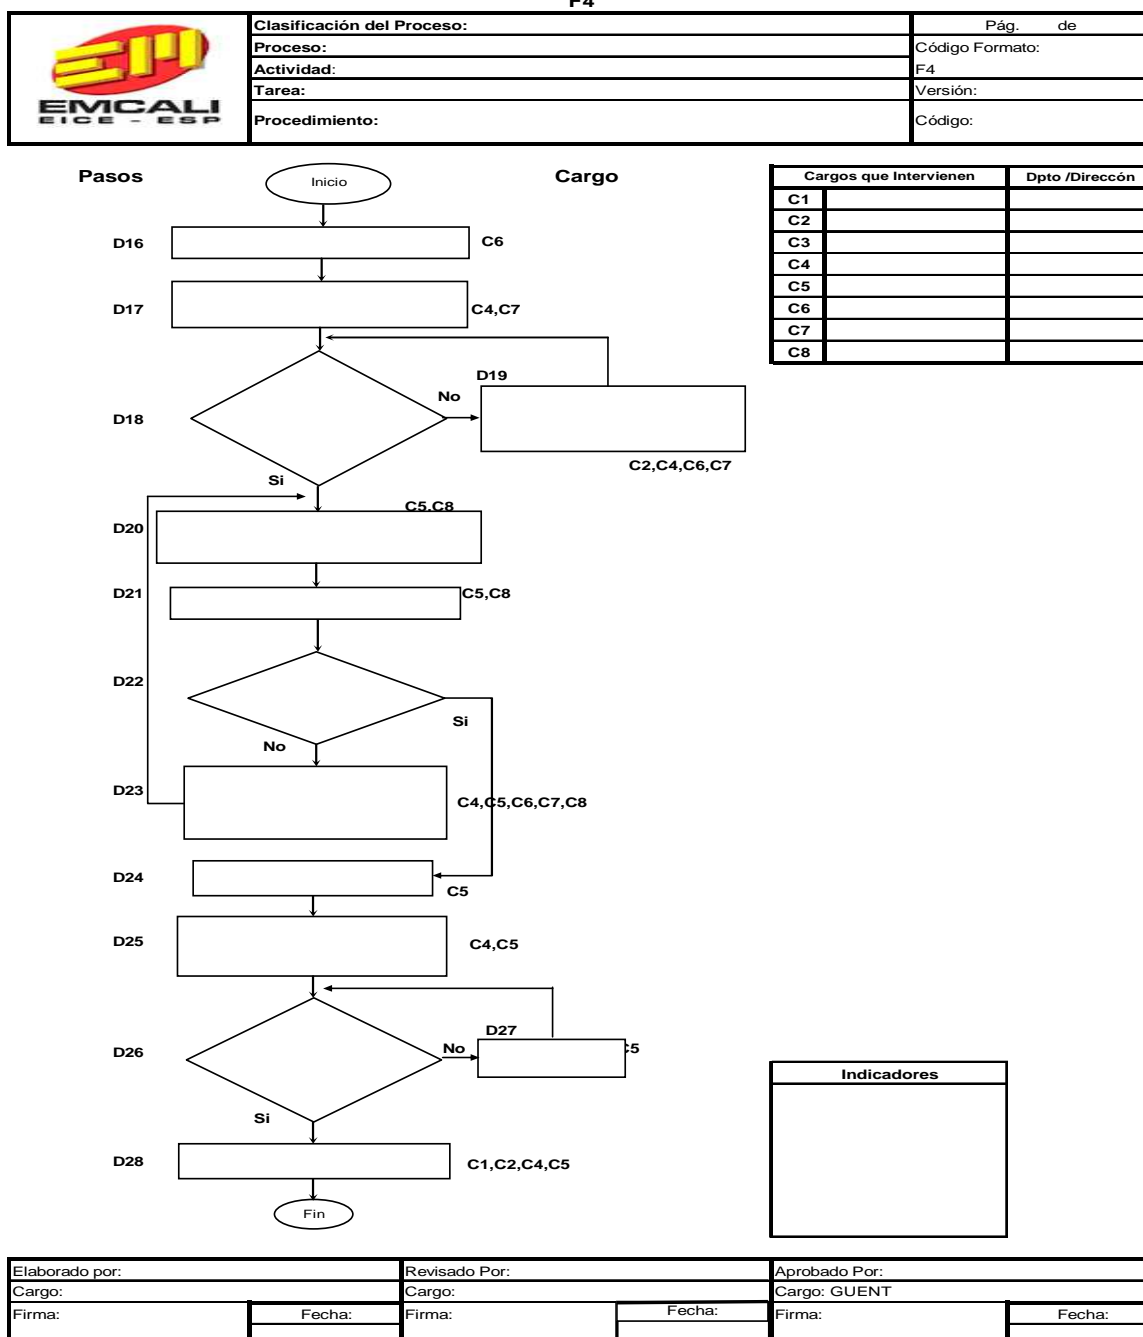 F4
EMCALI
EICE - ESP
Clasificación del Proceso:
Pág. de
Proceso:
Código Formato:
Actividad:
F4
Tarea:
Versión:
Procedimiento:
Código:
Pasos
Inicio
Cargo
Cargos que Intervienen
Dpto /Direccón
C1
C2
C3
C4
C5
C6
C7
C8
D16
C6
D17
C4,C7
D18
No
D19
C2,C4,C6,C7
Si
C5,C8
D20
D21
C5,C8
D22
Si
No
D23
C4,C5,C6,C7,C8
D24
C5
D25
C4,C5
D26
No
D27
C5
Si
D28
C1,C2,C4,C5
Fin
Indicadores
Elaborado por:
Revisado Por:
Aprobado Por:
Cargo:
Cargo:
Cargo: GUENT
Firma:
Fecha:
Firma:
Fecha:
Firma:
Fecha: